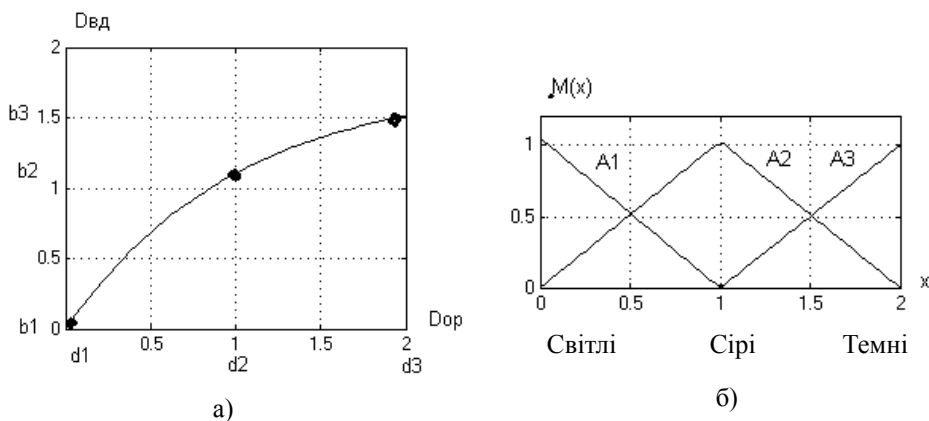 Dвд
2
b3 1.5
b2
1
0.5
b1 0
0.5 1 1.5 2
d1 d2 d3
Dор
а)
M(x)
1
A1 A2 A3
0.5
0
0 0.5 1 1.5 2
x
Світлі Сірі Темні
б)